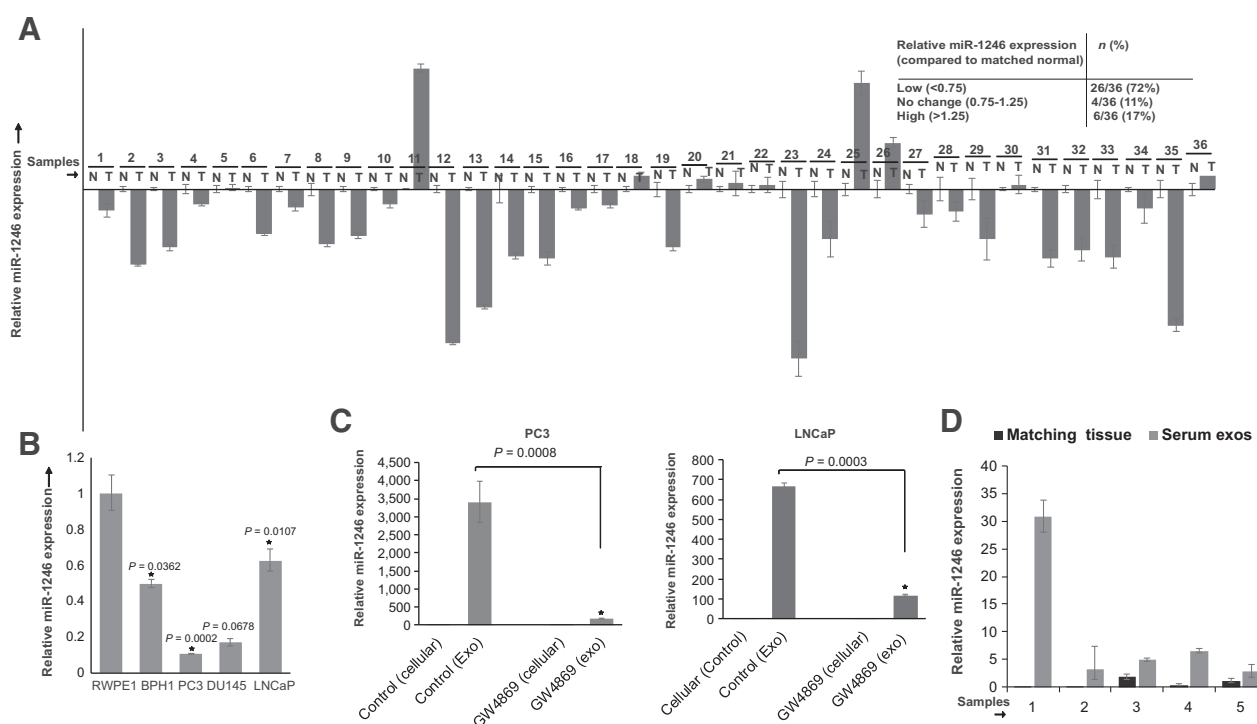 A
Relative miR-1246 expression
(compared to matched normal)
n (%)
Low (<0.75) 26/36 (72%)
No change (0.75-1.25) 4/36 (11%)
High (>1.25) 6/36 (17%)
Relative miR-1246 expression
Samples
1 2 3 4 5 6 7 8 9 10 11 12 13 14 15 16 17 18 19 20 21 22 23 24 25 26 27 28 29 30 31 32 33 34 35 36
N T N T N T N T N T N T N T N T N T N T N T N T N T N T N T N T N T N T N T N T N T N T N T N T N T N T N T N T N T N T N T N T N T N T N T N T
B
Relative miR-1246 expression
1.2
1
0.8
0.6
0.4
0.2
0
P = 0.0362
P = 0.0002
P = 0.0678
P = 0.0107
RWPE1 BPH1 PC3 DU145 LNCaP
C
PC3
P = 0.0008
Relative miR-1246 expression
4,500
4,000
3,500
3,000
2,500
2,000
1,500
1,000
500
0
Control (cellular)
Control (Exo)
GW4869 (cellular)
GW4869 (exo)
LNCaP
P = 0.0003
Relative miR-1246 expression
800
700
600
500
400
300
200
100
0
Cellular (Control)
Control (Exo)
GW4869 (cellular)
GW4869 (exo)
D
Matching tissue Serum exos
Relative miR-1246 expression
40
35
30
25
20
15
10
5
0
Samples 1 2 3 4 5